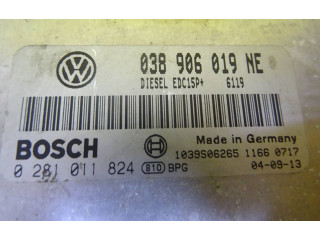 038 906 019 NE
DIESEL EDC15P+ 6119
BOSCH
Made in Germany
1039S06265 1166 0717
0 281 011 824 810 BPG 04-09-13